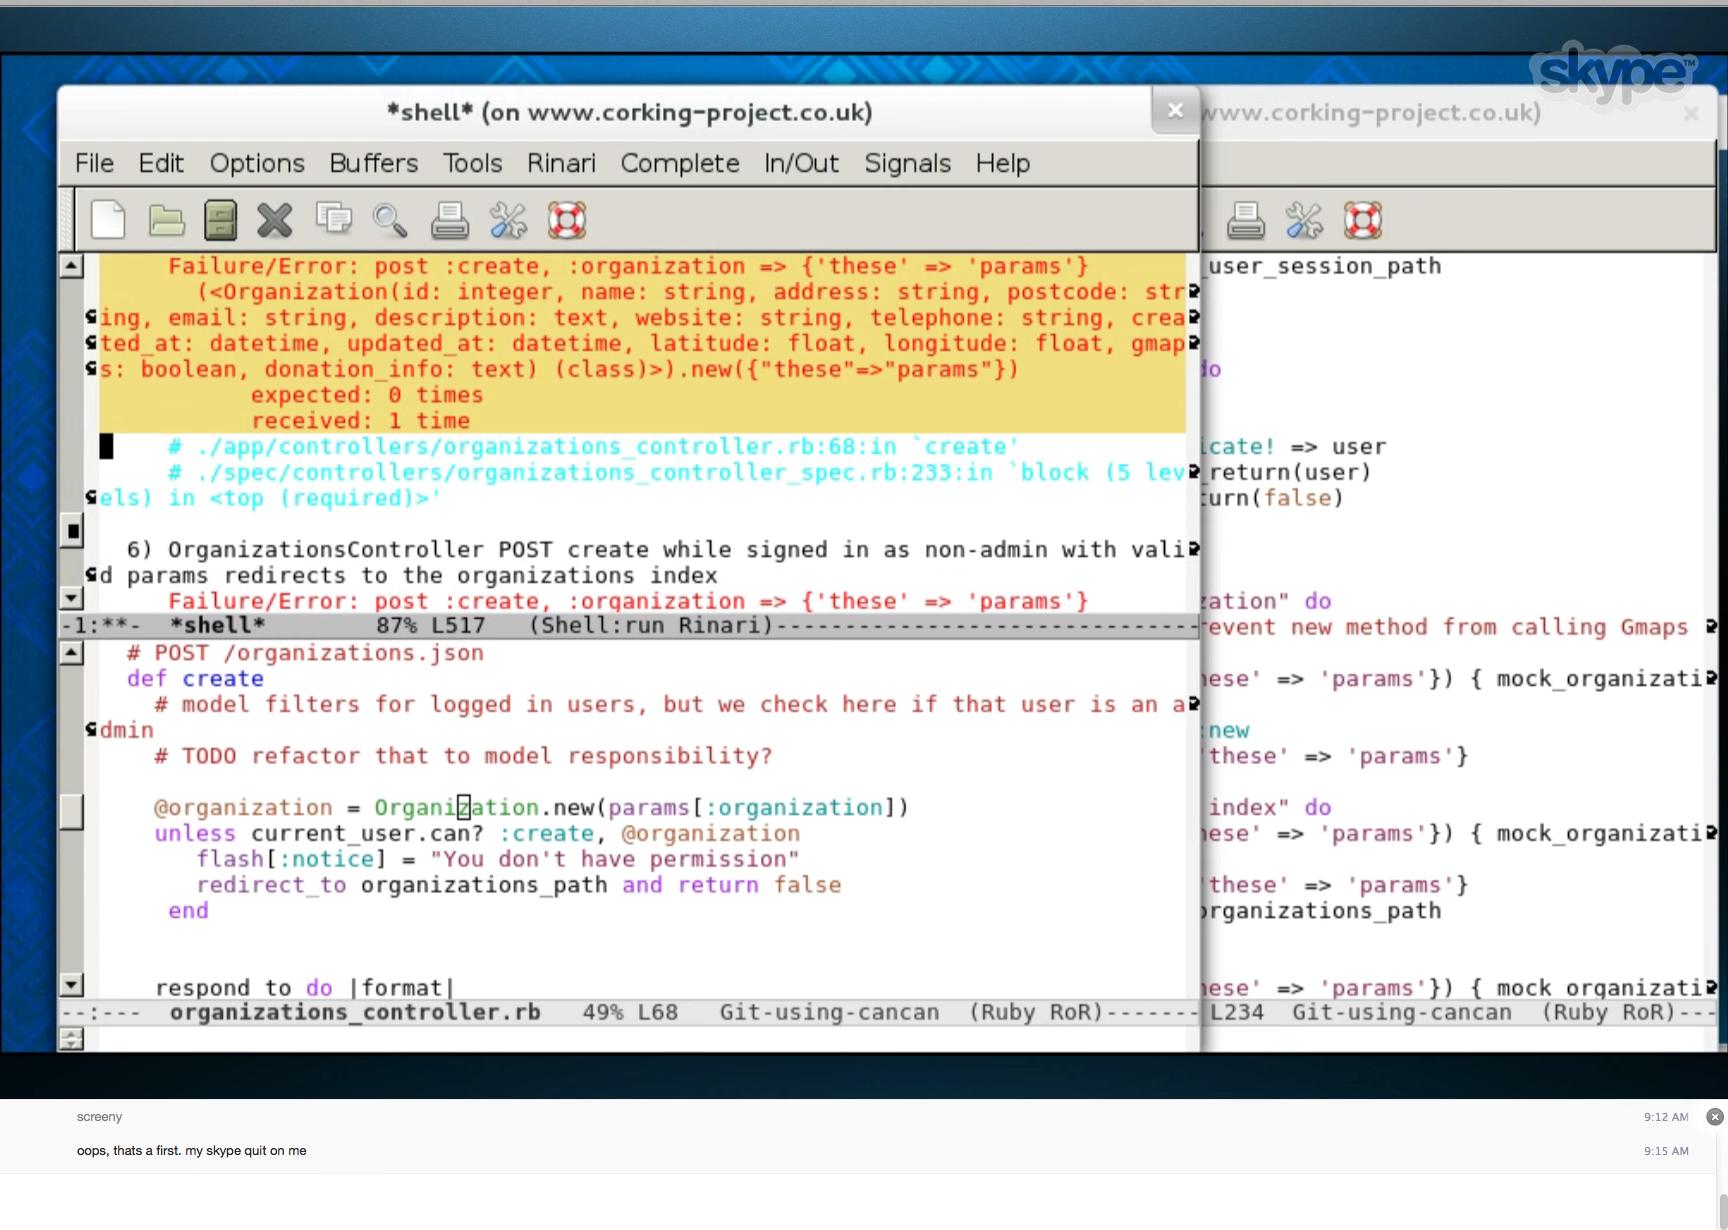 skype™
*shell* (on www.corking-project.co.uk)
www.corking-project.co.uk)
File Edit Options Buffers Tools Rinari Complete In/Out Signals Help
Failure/Error: post :create, :organization => {'these' => 'params'}
(<Organization(id: integer, name: string, address: string, postcode: str
ing, email: string, description: text, website: string, telephone: string, crea
ted_at: datetime, updated_at: datetime, latitude: float, longitude: float, gmap
s: boolean, donation_info: text) (class)>).new({"these"=>"params"})
expected: 0 times
received: 1 time
# ./app/controllers/organizations_controller.rb:68:in `create'
# ./spec/controllers/organizations_controller_spec.rb:233:in `block (5 lev
els) in <top (required)>'
6) OrganizationsController POST create while signed in as non-admin with vali
d params redirects to the organizations index
Failure/Error: post :create, :organization => {'these' => 'params'}
-1:**- *shell* 87% L517 (Shell:run Rinari)-------------------------------
# POST /organizations.json
def create
# model filters for logged in users, but we check here if that user is an a
dmin
# TODO refactor that to model responsibility?
@organization = Organization.new(params[:organization])
unless current_user.can? :create, @organization
flash[:notice] = "You don't have permission"
redirect_to organizations_path and return false
end
respond to do |format|
--:--- organizations_controller.rb 49% L68 Git-using-cancan (Ruby RoR)-------
_user_session_path
do
icate! => user
_return(user)
turn(false)
zation" do
revent new method from calling Gmaps
hese' => 'params'}) { mock_organizati
:new
'these' => 'params'}
index" do
hese' => 'params'}) { mock_organizati
'these' => 'params'}
organizations_path
hese' => 'params'}) { mock organizati
L234 Git-using-cancan (Ruby RoR)---
screeny 9:12 AM
oops, thats a first. my skype quit on me 9:15 AM